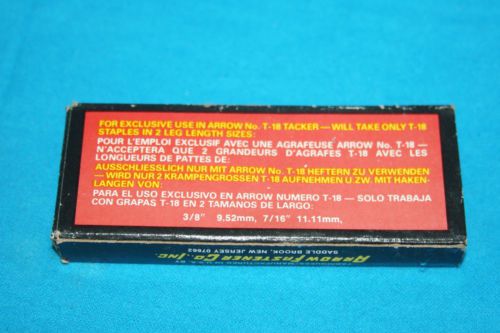 FOR EXCLUSIVE USE IN ARROW No. T-18 TACKER — WILL TAKE ONLY T-18
STAPLES IN 2 LEG LENGTH SIZES:
POUR L'EMPLOI EXCLUSIF AVEC UNE AGRAFEUSE ARROW No. T-18 —
N'ACCEPTERA QUE 2 GRANDEURS D'AGRAFES T-18 AVEC LES
LONGUEURS DE PATTES DE:
AUSSCHLIESSLICH NUR MIT ARROW No. T-18 HEFTERN ZU VERWENDEN
— WIRD NUR 2 KRAMPENGROSSEN T-18 AUFNEHMEN U. ZW. MIT HAKEN-
LANGEN VON:
PARA EL USO EXCLUSIVO EN ARROW NUMERO T-18 — SOLO TRABAJA
CON GRAPAS T-18 EN 2 TAMANOS DE LARGO:
3/8" 9.52mm, 7/16" 11.11mm,
SADDLE BROOK, NEW JERSEY 07662
ARROW FASTENER CO., INC.
MANUFACTURED IN U.S.A. BY